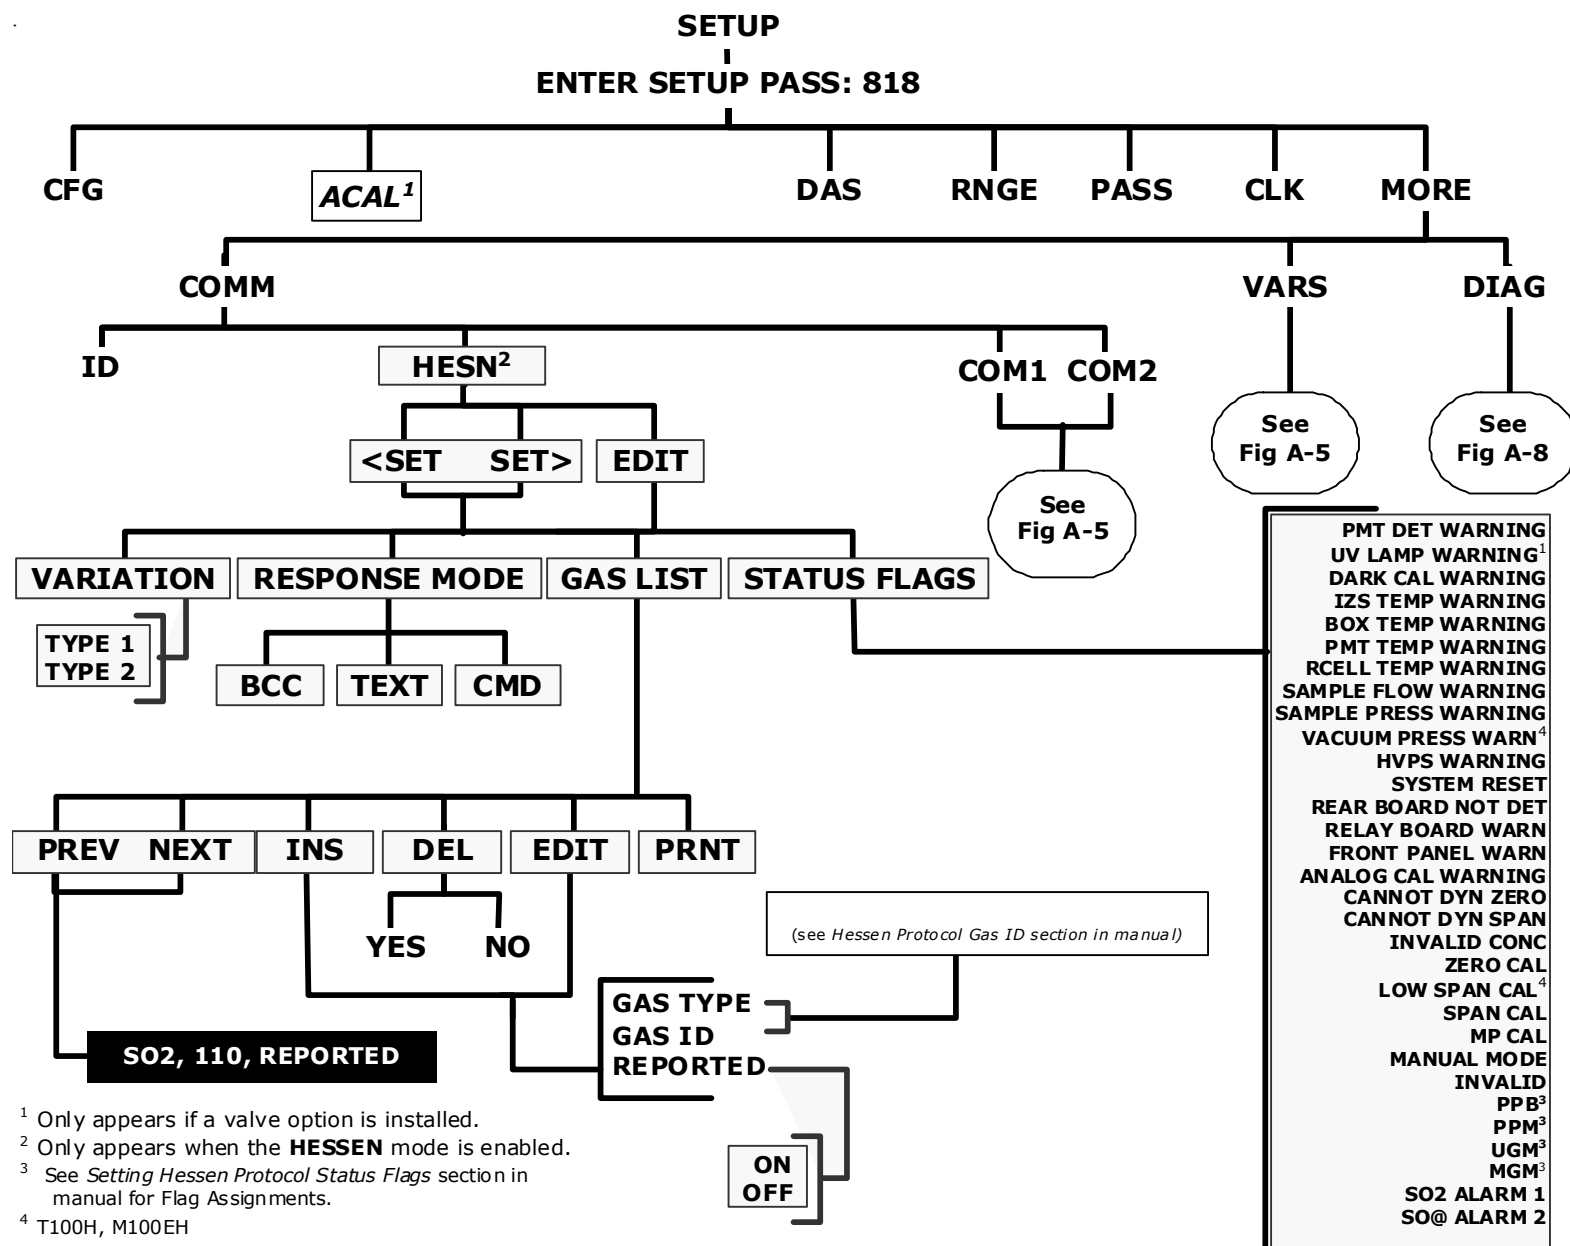 SETUP
ENTER SETUP PASS: 818
CFG
ACAL¹
DAS
RNGE
PASS
CLK
MORE
COMM
VARS
DIAG
ID
HESN²
COM1
COM2
<SET SET>
EDIT
See
Fig A-5
See
Fig A-5
See
Fig A-8
VARIATION
RESPONSE MODE
GAS LIST
STATUS FLAGS
TYPE 1
TYPE 2
BCC
TEXT
CMD
PREV NEXT
INS
DEL
EDIT
PRNT
YES
NO
(see Hessen Protocol Gas ID section in manual)
GAS TYPE
GAS ID
REPORTED
SO2, 110, REPORTED
ON
OFF
PMT DET WARNING
UV LAMP WARNING¹
DARK CAL WARNING
IZS TEMP WARNING
BOX TEMP WARNING
PMT TEMP WARNING
RCELL TEMP WARNING
SAMPLE FLOW WARNING
SAMPLE PRESS WARNING
VACUUM PRESS WARN⁴
HVPS WARNING
SYSTEM RESET
REAR BOARD NOT DET
RELAY BOARD WARN
FRONT PANEL WARN
ANALOG CAL WARNING
CANNOT DYN ZERO
CANNOT DYN SPAN
INVALID CONC
ZERO CAL
LOW SPAN CAL⁴
SPAN CAL
MP CAL
MANUAL MODE
INVALID
PPB³
PPM³
UGM³
MGM³
SO2 ALARM 1
SO@ ALARM 2
¹ Only appears if a valve option is installed.
² Only appears when the HESSEN mode is enabled.
³ See Setting Hessen Protocol Status Flags section in
manual for Flag Assignments.
⁴ T100H, M100EH